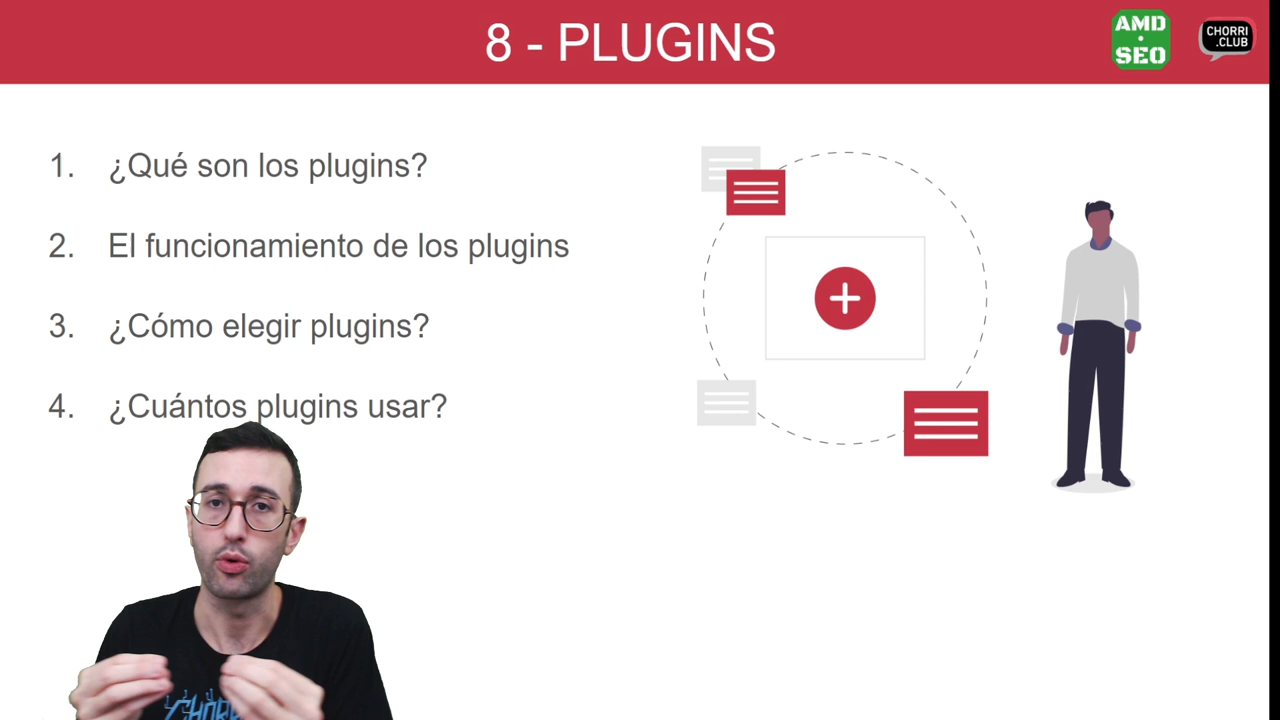 8 - PLUGINS
AMD
SEO
CHORRI
.CLUB
1. ¿Qué son los plugins?
2. El funcionamiento de los plugins
3. ¿Cómo elegir plugins?
4. ¿Cuántos plugins usar?